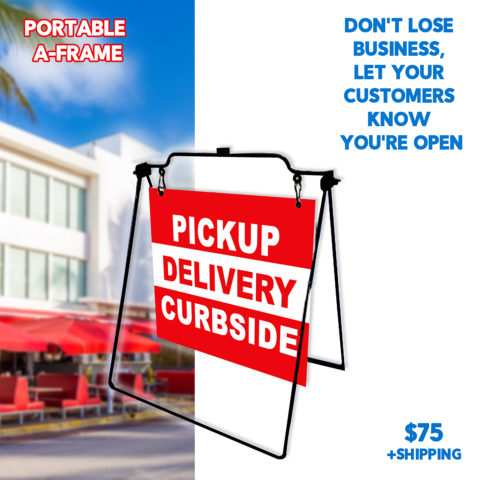 PORTABLE
A-FRAME
DON'T LOSE
BUSINESS,
LET YOUR
CUSTOMERS
KNOW
YOU'RE OPEN
PICKUP
DELIVERY
CURBSIDE
$75
+SHIPPING